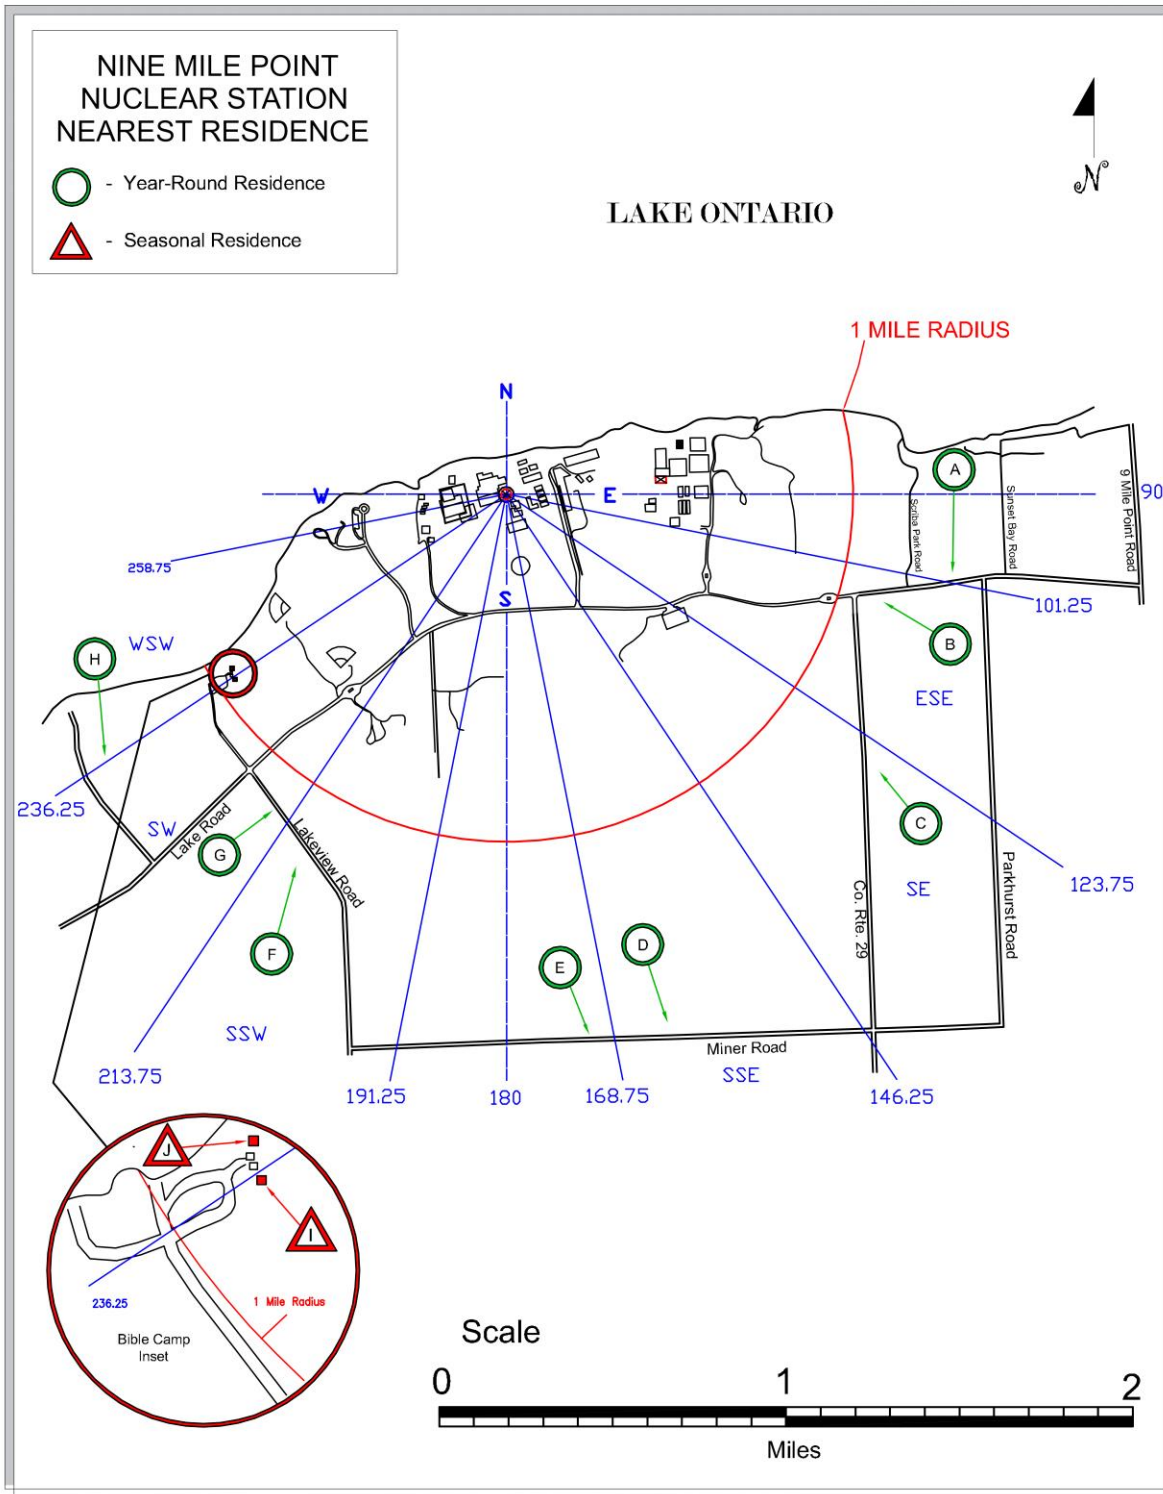 NINE MILE POINT
NUCLEAR STATION
NEAREST RESIDENCE
- Year-Round Residence
- Seasonal Residence
N
LAKE ONTARIO
1 MILE RADIUS
N
W
E
S
90
A
Scriba Park Road
Sunset Bay Road
9 Mile Point Road
258.75
101.25
WSW
H
B
ESE
236.25
SW
Lake Road
G
Lakeview Road
C
SE
123.75
Co. Rte. 29
Parkhurst Road
F
E
D
SSW
Miner Road
SSE
213.75
191.25
180
168.75
146.25
J
I
236.25
1 Mile Radius
Bible Camp
Inset
Scale
0 1 2
Miles